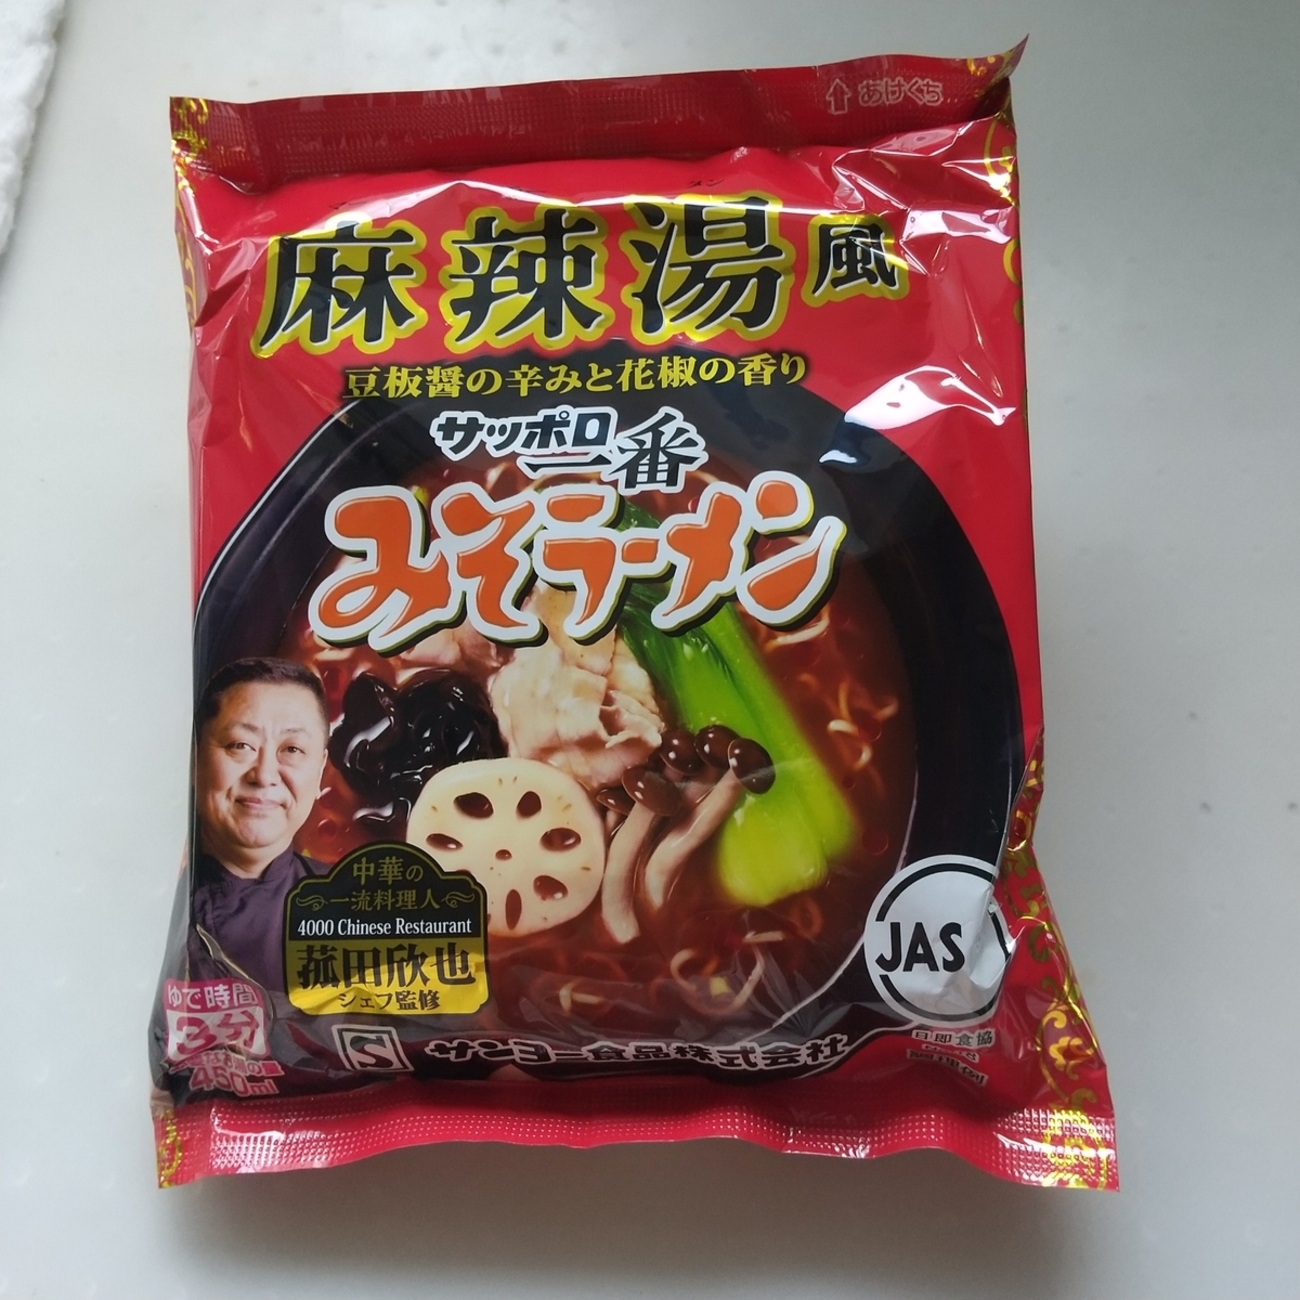 あけくち
麻辣湯風
豆板醤の辛みと花椒の香り
サッポロ一番
みそラーメン
中華の
一流料理人
4000 Chinese Restaurant
菰田欣也
シェフ監修
JAS
ゆで時間
3分
450ml
S サンヨー食品株式会社
日即食協